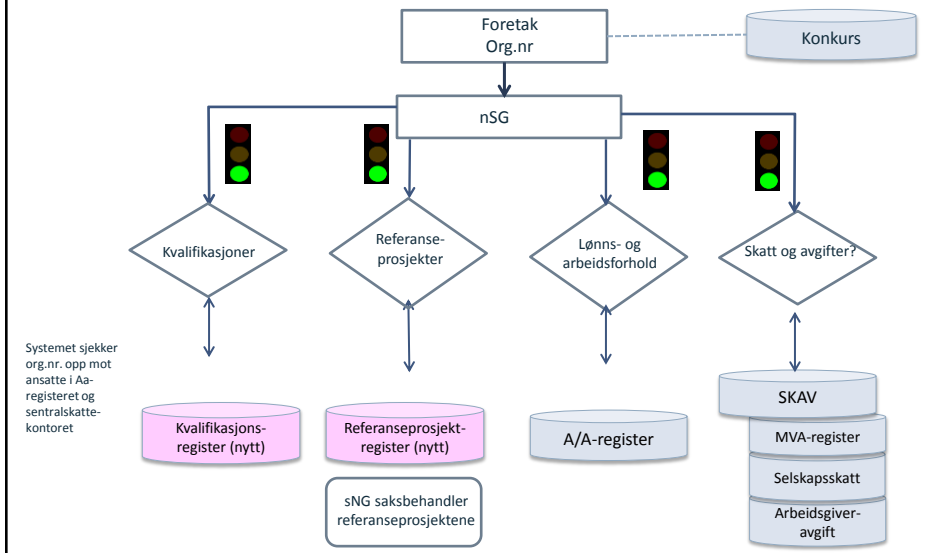 Foretak
Org.nr
Konkurs
nSG
Kvalifikasjoner
Referanse-
prosjekter
Lønns- og
arbeidsforhold
Skatt og avgifter?
Systemet sjekker
org.nr. opp mot
ansatte i Aa-
registeret og
sentralskatte-
kontoret
Kvalifikasjons-
register (nytt)
Referanseprosjekt-
register (nytt)
A/A-register
SKAV
MVA-register
Selskapsskatt
Arbeidsgiver-
avgift
sNG saksbehandler
referanseprosjektene